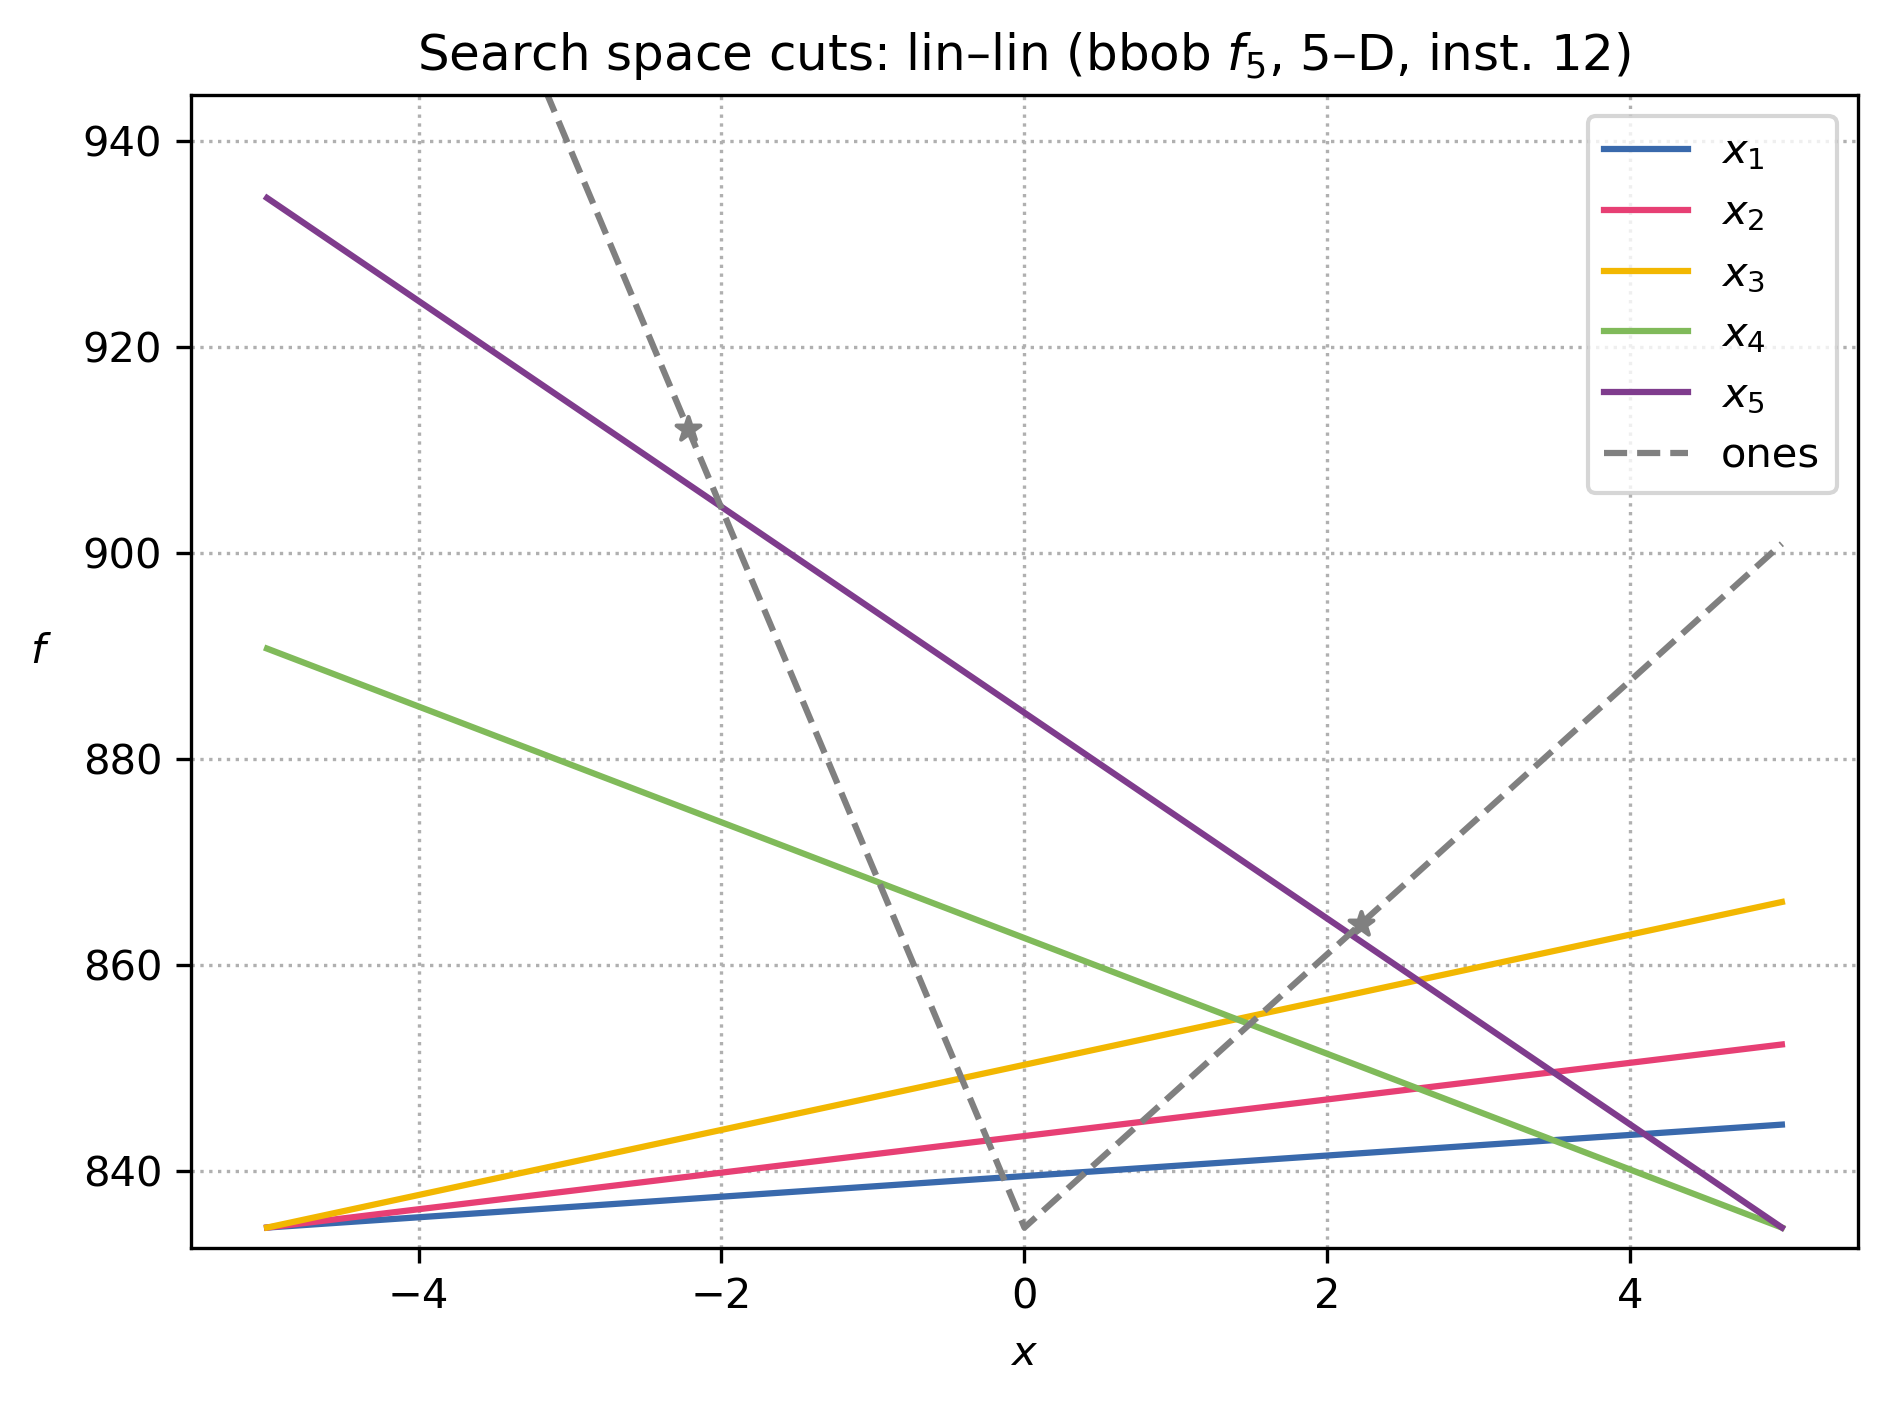 Search space cuts: lin–lin (bbob f₅, 5–D, inst. 12)
940
920
900
880
860
840
f
−4
−2
0
2
4
x
x₁
x₂
x₃
x₄
x₅
ones